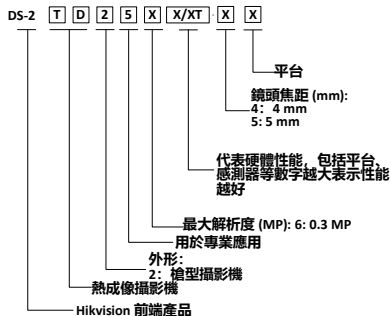 DS-2 T D 2 5 X X/XT - X X
平台
鏡頭焦距 (mm):
4： 4 mm
5: 5 mm
代表硬體性能，包括平台、
感測器等數字越大表示性能
越好
最大解析度 (MP): 6: 0.3 MP
用於專業應用
外形：
2： 槍型攝影機
熱成像攝影機
Hikvision 前端產品